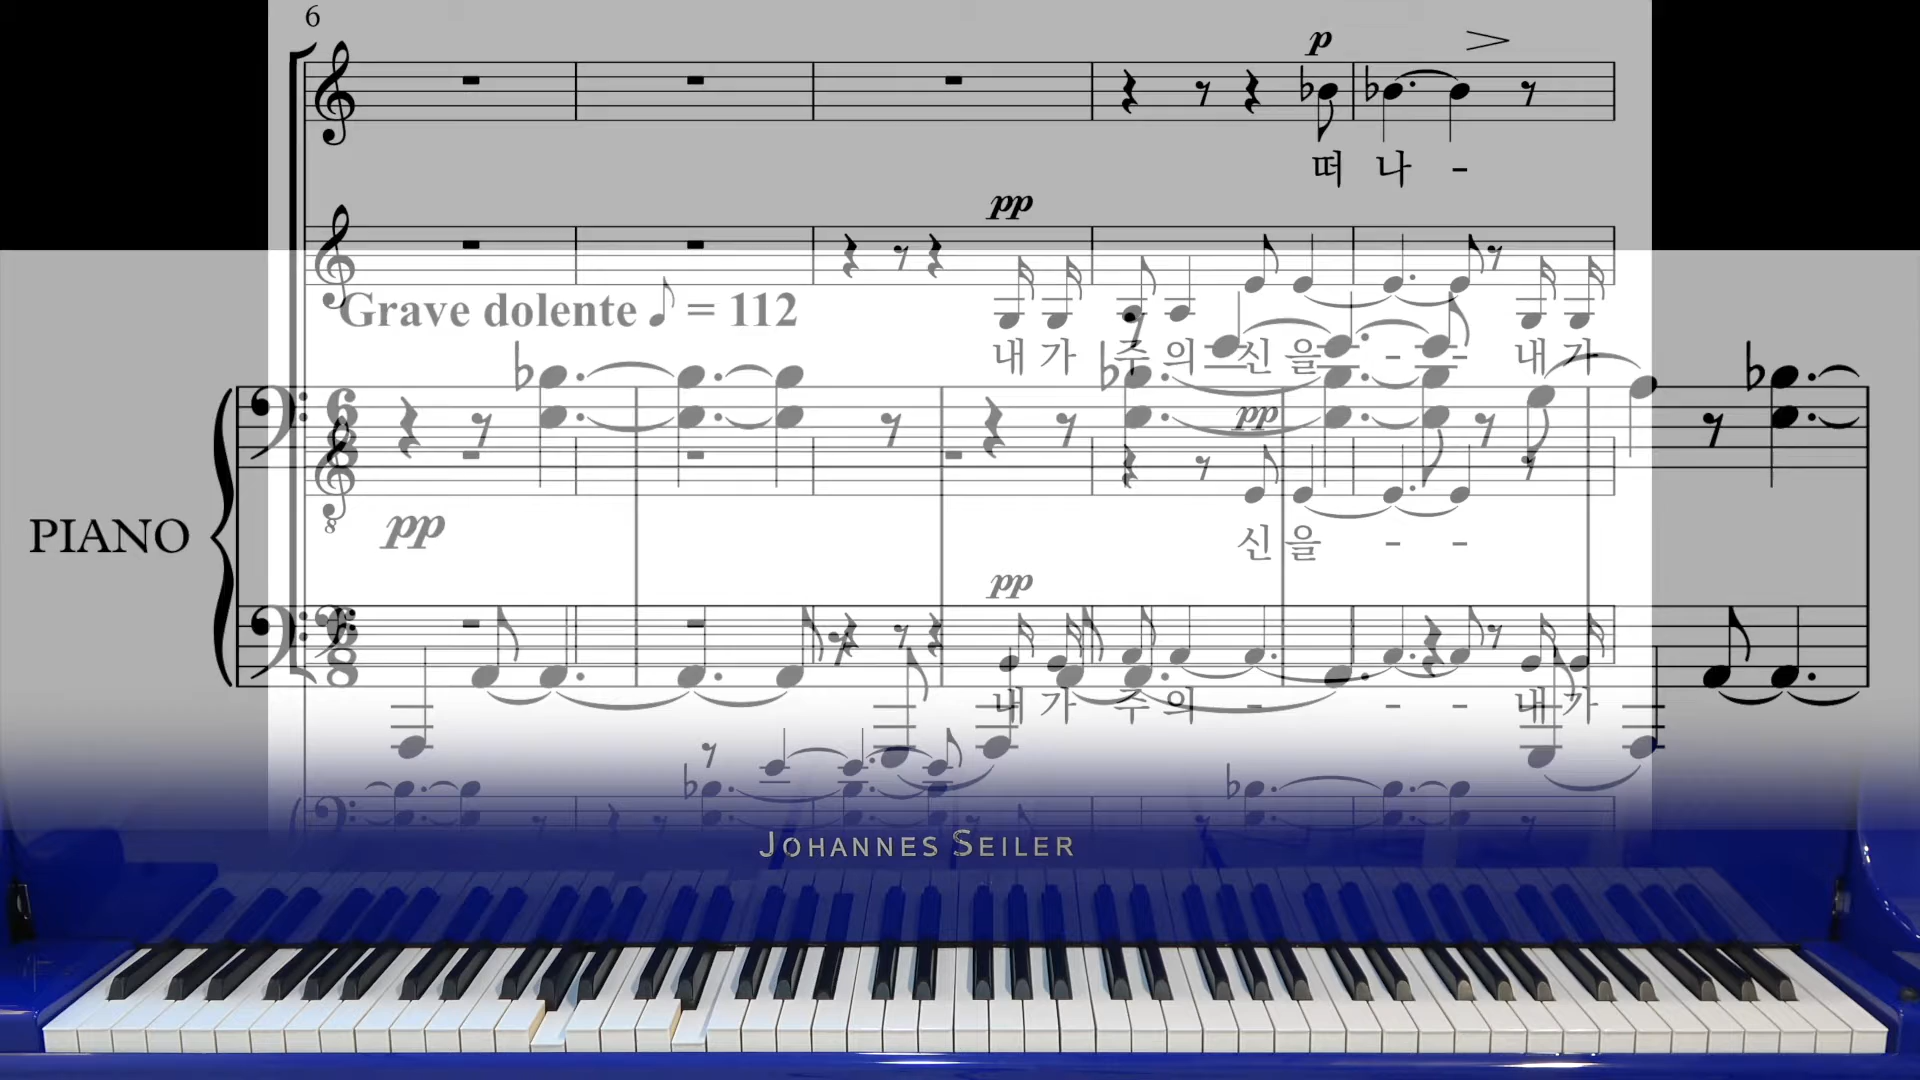 6
p
떠 나 -
pp
Grave dolente ♪ = 112
내 가 주 의 신 을 - - 내 가
pp
PIANO
pp
신 을 - -
pp
내 가 주 의 - - - 내 가
JOHANNES SEILER